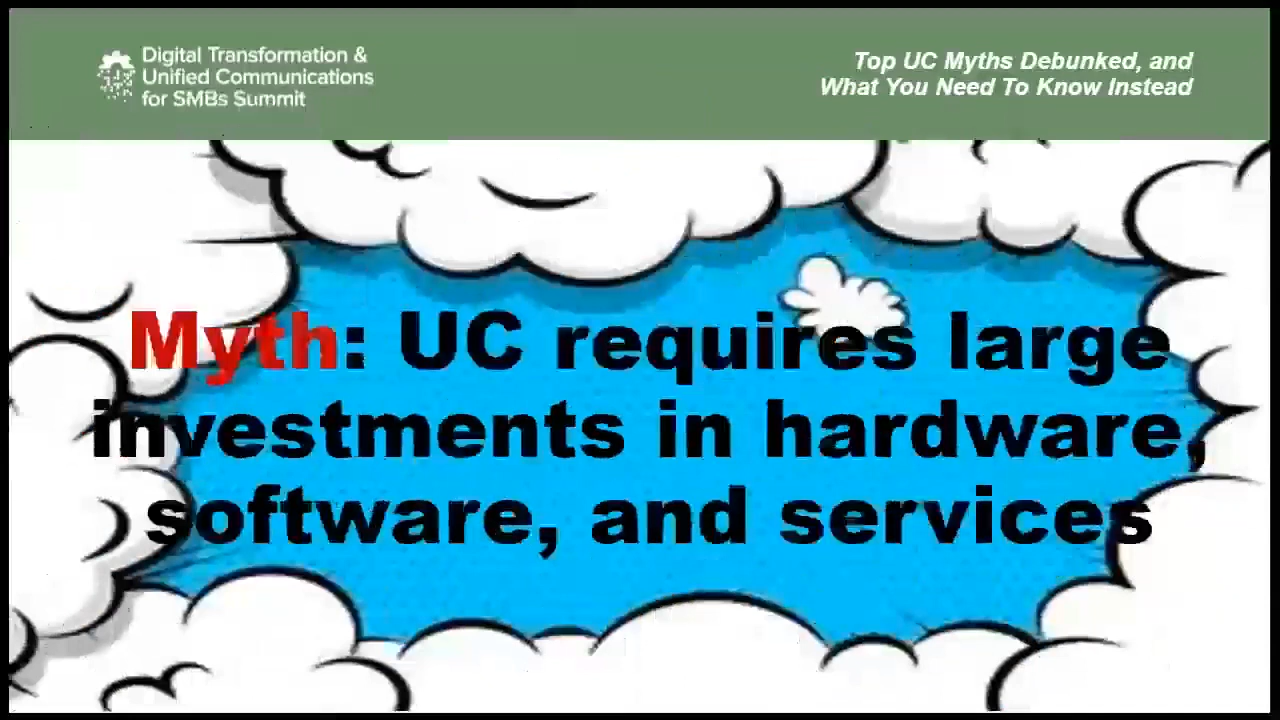 Digital Transformation &
Unified Communications
for SMBs Summit
Top UC Myths Debunked, and
What You Need To Know Instead
Myth: UC requires large
investments in hardware,
software, and services